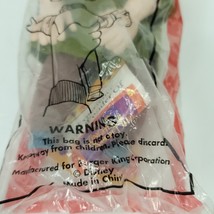 WARNING
This bag is not a toy.
Keep away from children. Please discard.
Manufactured for Burger King Corporation
© Disney
Made in China